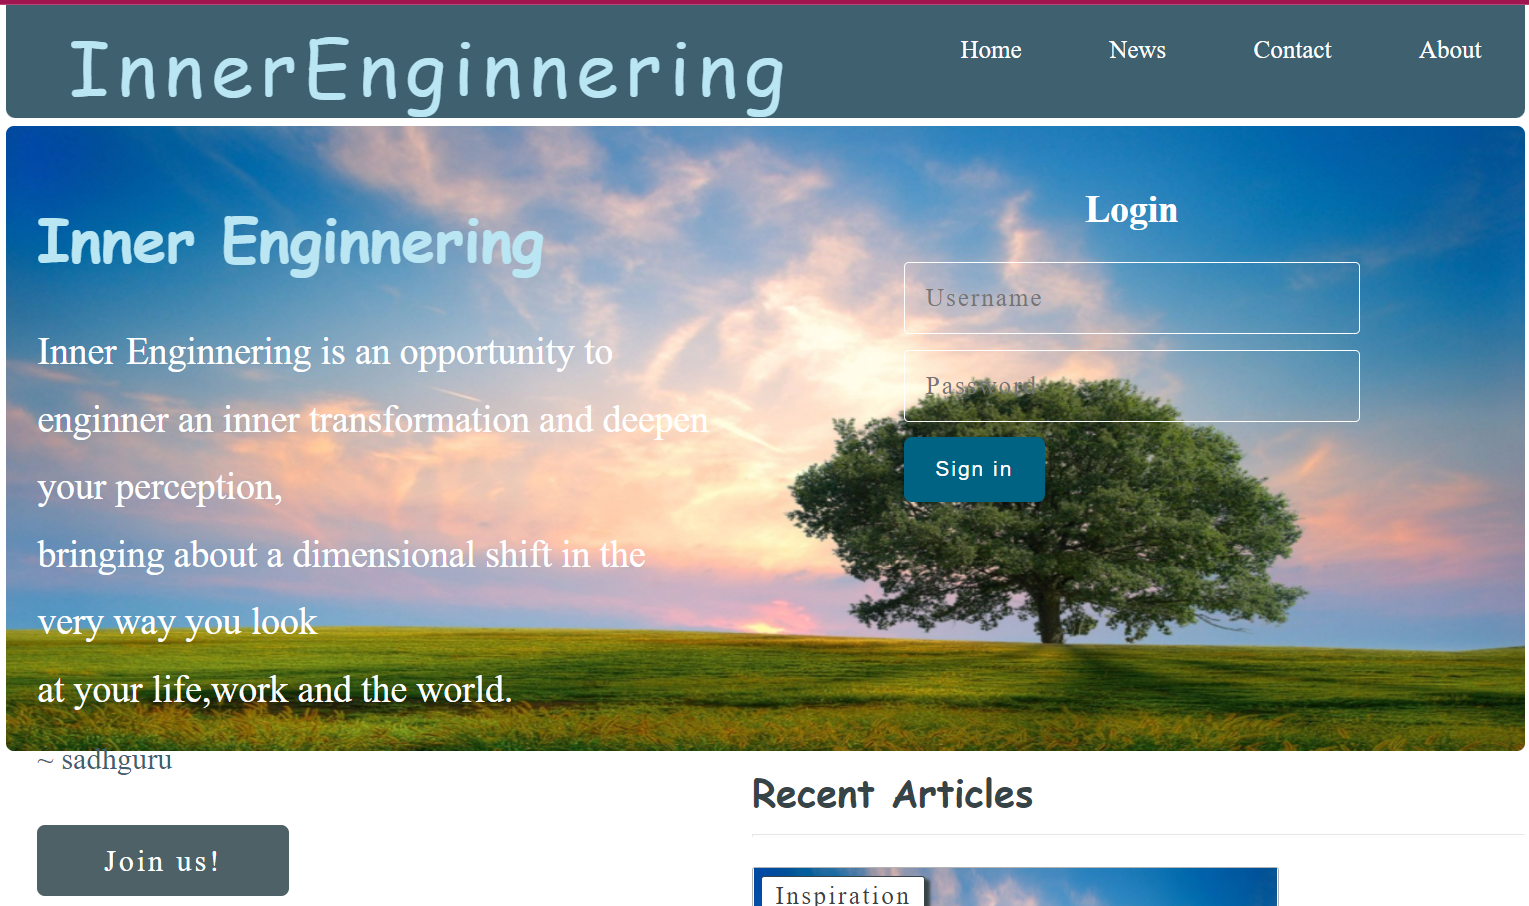 InnerEnginnering
Home News Contact About
Inner Enginnering
Inner Enginnering is an opportunity to
enginner an inner transformation and deepen
your perception,
bringing about a dimensional shift in the
very way you look
at your life,work and the world.
~ sadhguru
Join us!
Login
Username
Password
Sign in
Recent Articles
Inspiration